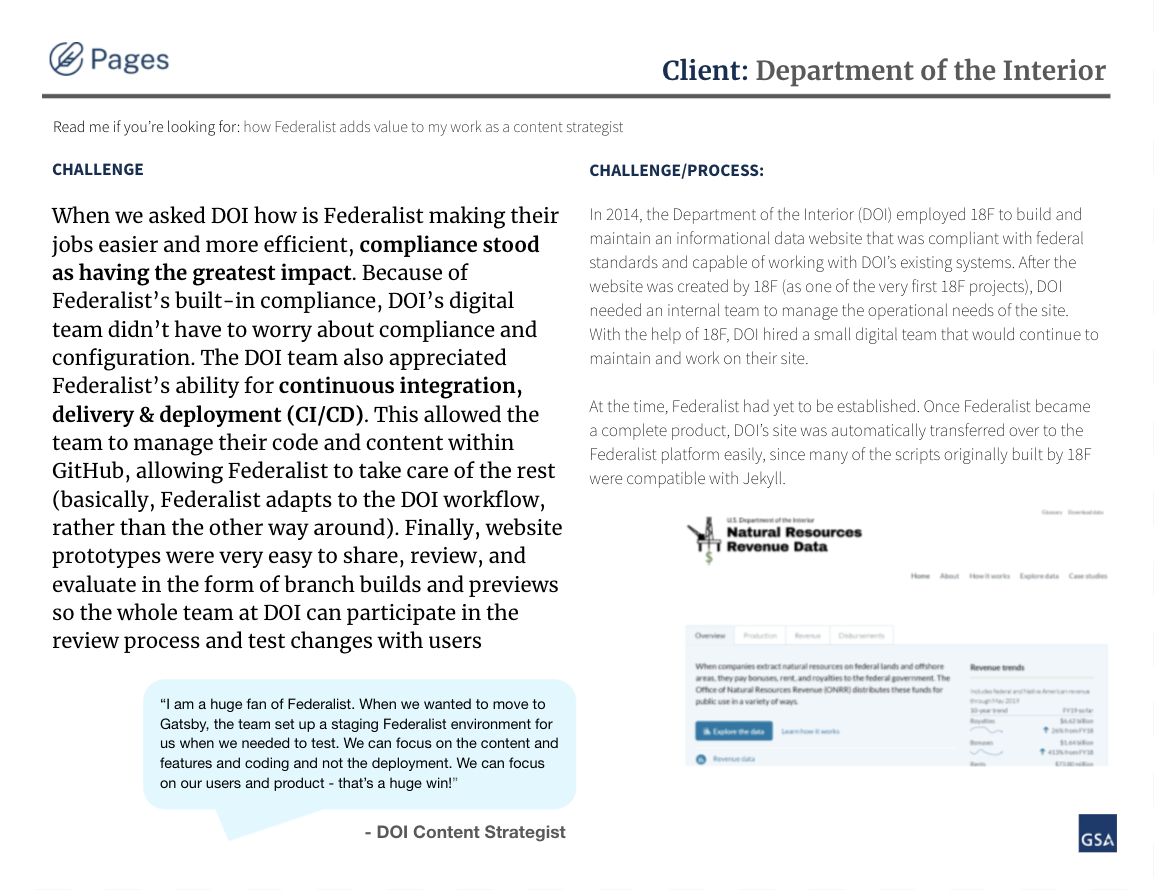 Pages
Client: Department of the Interior
Read me if you’re looking for: how Federalist adds value to my work as a content strategist
CHALLENGE
When we asked DOI how is Federalist making their
jobs easier and more efficient, compliance stood
as having the greatest impact. Because of
Federalist’s built-in compliance, DOI’s digital
team didn’t have to worry about compliance and
configuration. The DOI team also appreciated
Federalist’s ability for continuous integration,
delivery & deployment (CI/CD). This allowed the
team to manage their code and content within
GitHub, allowing Federalist to take care of the rest
(basically, Federalist adapts to the DOI workflow,
rather than the other way around). Finally, website
prototypes were very easy to share, review, and
evaluate in the form of branch builds and previews
so the whole team at DOI can participate in the
review process and test changes with users
“I am a huge fan of Federalist. When we wanted to move to
Gatsby, the team set up a staging Federalist environment for
us when we needed to test. We can focus on the content and
features and coding and not the deployment. We can focus
on our users and product - that’s a huge win!”
- DOI Content Strategist
CHALLENGE/PROCESS:
In 2014, the Department of the Interior (DOI) employed 18F to build and
maintain an informational data website that was compliant with federal
standards and capable of working with DOI’s existing systems. After the
website was created by 18F (as one of the very first 18F projects), DOI
needed an internal team to manage the operational needs of the site.
With the help of 18F, DOI hired a small digital team that would continue to
maintain and work on their site.
At the time, Federalist had yet to be established. Once Federalist became
a complete product, DOI’s site was automatically transferred over to the
Federalist platform easily, since many of the scripts originally built by 18F
were compatible with Jekyll.
Glossary Download data
U.S. Department of the Interior
Natural Resources
Revenue Data
Home About How it works Explore data Case studies
Overview Production Revenue Disbursements
When companies extract natural resources on federal lands and offshore
areas, they pay bonuses, rent, and royalties to the federal government. The
Office of Natural Resources Revenue (ONRR) distributes these funds for
public use in a variety of ways.
Explore the data Learn how it works
Revenue data
Revenue trends
Includes federal and Native American revenue
through May 2019
10-year trend FY19 so far
Royalties $6.62 billion
26% from FY18
Bonuses $1.64 billion
413% from FY18
Rents
GSA